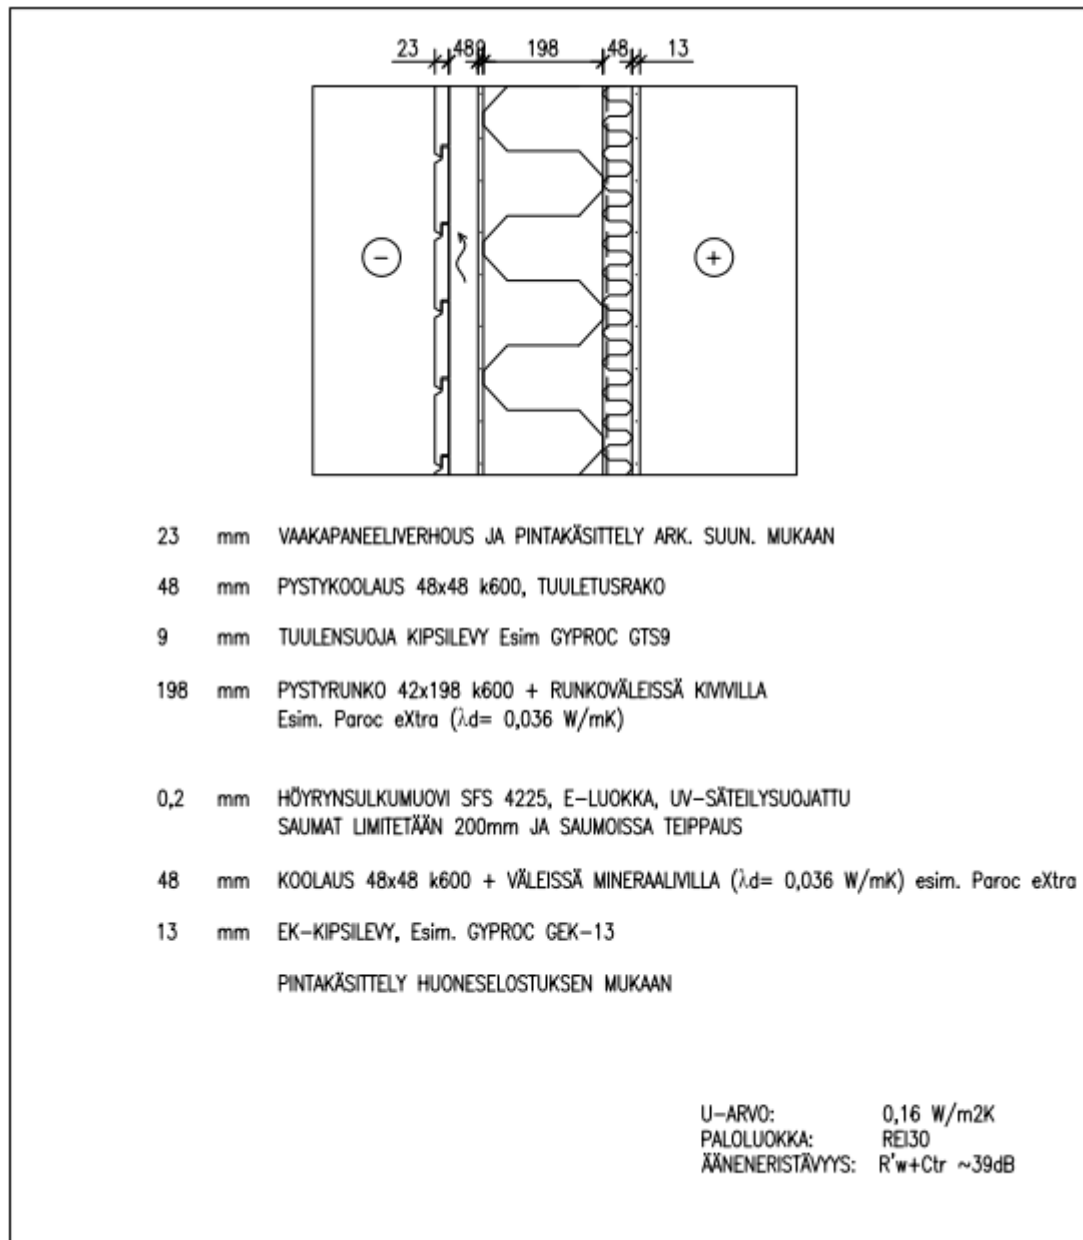 23 489 198 48 13
23 mm VAAKAPANEELIVERHOUS JA PINTAKÄSITTELY ARK. SUUN. MUKAAN
48 mm PYSTYKOOLAUS 48x48 k600, TUULETUSRAKO
9 mm TUULENSUOJA KIPSILEVY Esim GYPROC GTS9
198 mm PYSTYRUNKO 42x198 k600 + RUNKOVÄLEISSÄ KIVIVILLA
Esim. Paroc eXtra (λd= 0,036 W/mK)
0,2 mm HÖYRYNSULKUMUOVI SFS 4225, E-LUOKKA, UV-SÄTEILYSUOJATTU
SAUMAT LIMITETÄÄN 200mm JA SAUMOISSA TEIPPAUS
48 mm KOOLAUS 48x48 k600 + VÄLEISSÄ MINERAALIVILLA (λd= 0,036 W/mK) esim. Paroc eXtra
13 mm EK-KIPSILEVY, Esim. GYPROC GEK-13
PINTAKÄSITTELY HUONESELOSTUKSEN MUKAAN
U-ARVO: 0,16 W/m2K
PALOLUOKKA: REI30
ÄÄNENERISTÄVYYS: R'w+Ctr ~39dB